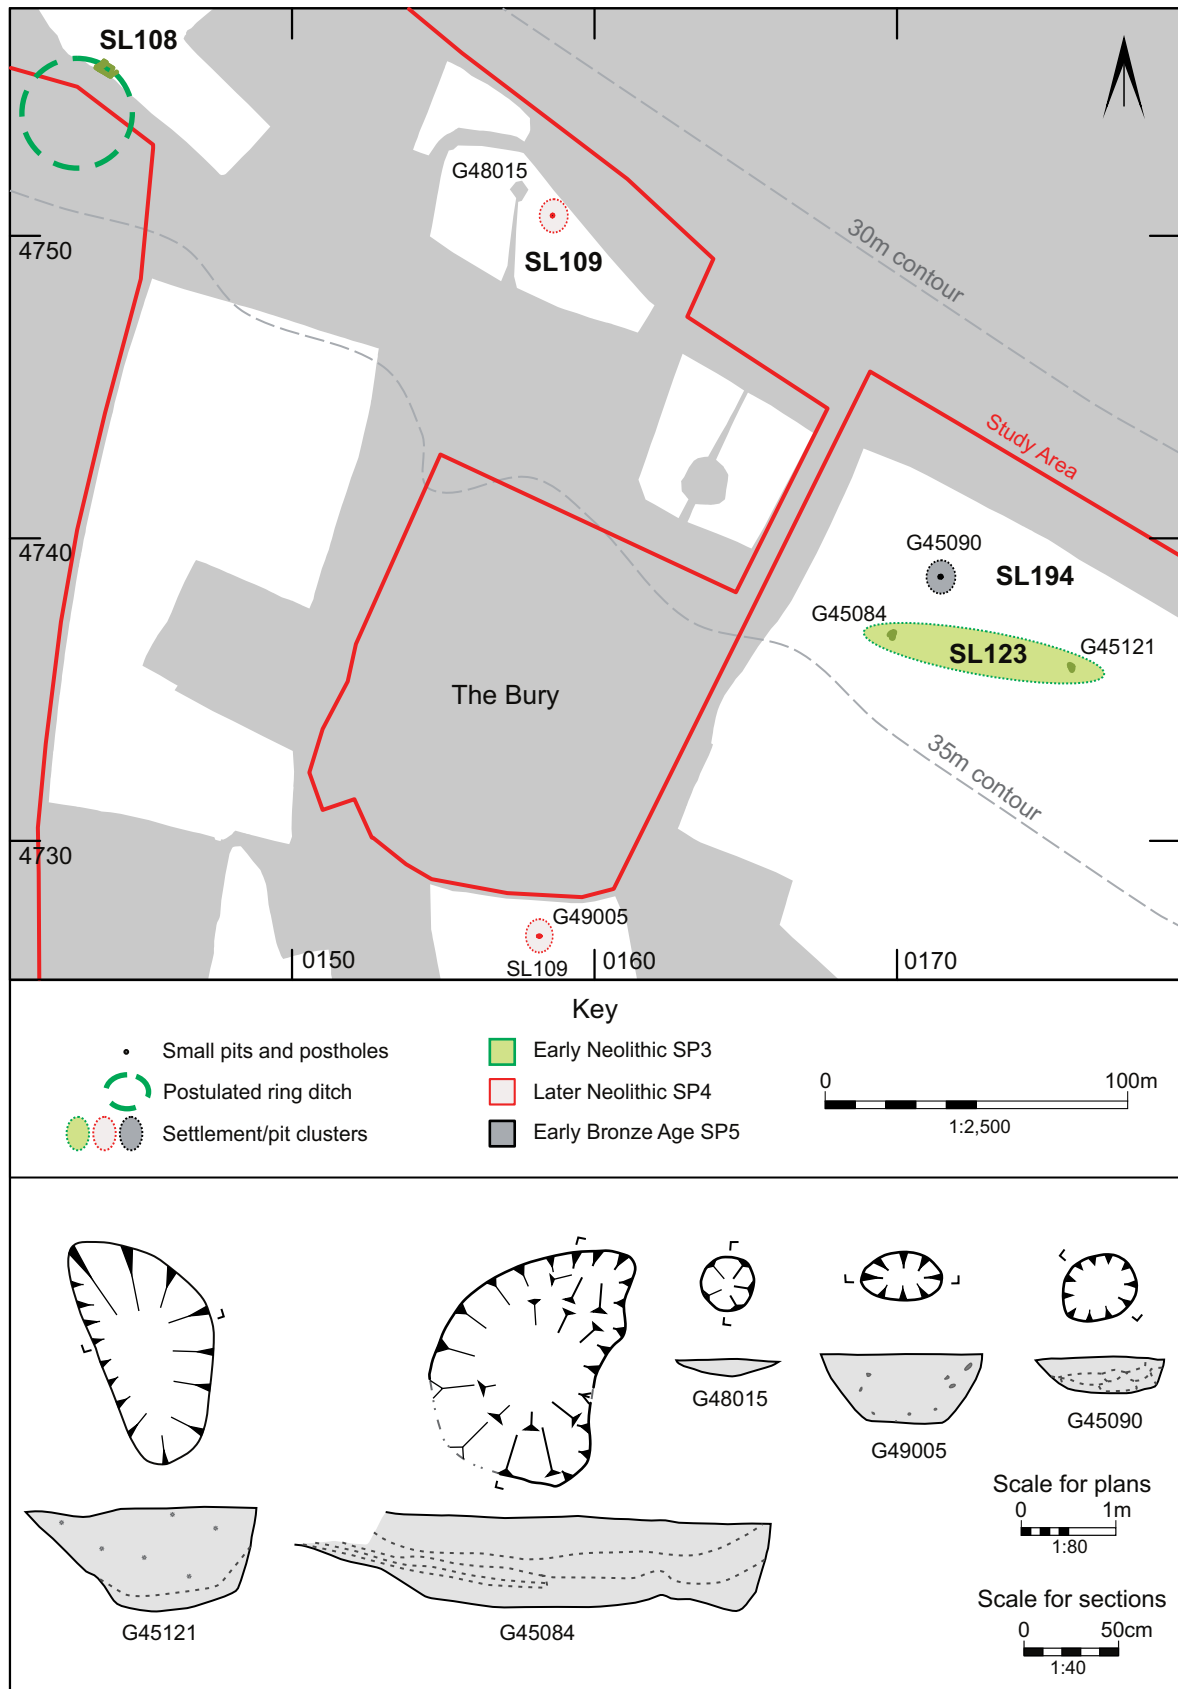 SL108
G48015
SL109
4750
30m contour
Study Area
4740
G45090
SL194
G45084
SL123
G45121
The Bury
35m contour
4730
G49005
SL109
0150
0160
0170
Key
Small pits and postholes
Postulated ring ditch
Settlement/pit clusters
Early Neolithic SP3
Later Neolithic SP4
Early Bronze Age SP5
0 100m
1:2,500
G48015
G49005
G45090
G45121
G45084
Scale for plans
0 1m
1:80
Scale for sections
0 50cm
1:40